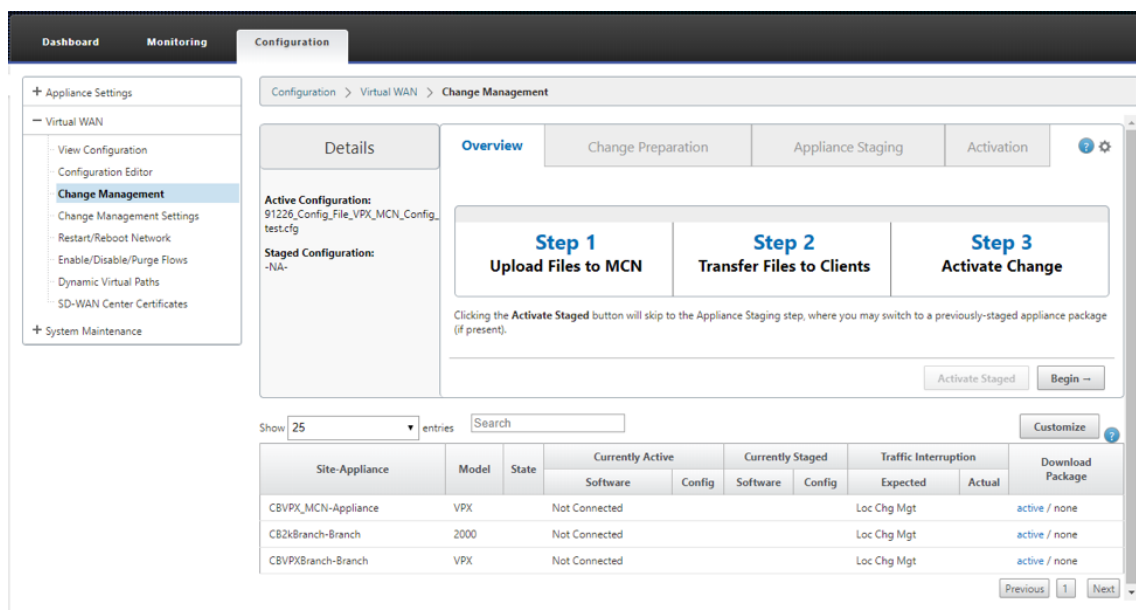 Dashboard Monitoring Configuration
+ Appliance Settings
− Virtual WAN
View Configuration
Configuration Editor
Change Management
Change Management Settings
Restart/Reboot Network
Enable/Disable/Purge Flows
Dynamic Virtual Paths
SD-WAN Center Certificates
+ System Maintenance
Configuration > Virtual WAN > Change Management
Details
Active Configuration:
91226_Config_File_VPX_MCN_Config_
test.cfg
Staged Configuration:
-NA-
Overview Change Preparation Appliance Staging Activation ?
Step 1 Step 2 Step 3
Upload Files to MCN Transfer Files to Clients Activate Change
Clicking the Activate Staged button will skip to the Appliance Staging step, where you may switch to a previously-staged appliance package
(if present).
Activate Staged Begin →
Show 25 entries Search Customize ?
Site-Appliance Model State Currently Active Currently Staged Traffic Interruption Download
Package
Software Config Software Config Expected Actual
CBVPX_MCN-Appliance VPX Not Connected Loc Chg Mgt active / none
CB2kBranch-Branch 2000 Not Connected Loc Chg Mgt active / none
CBVPXBranch-Branch VPX Not Connected Loc Chg Mgt active / none
Previous 1 Next